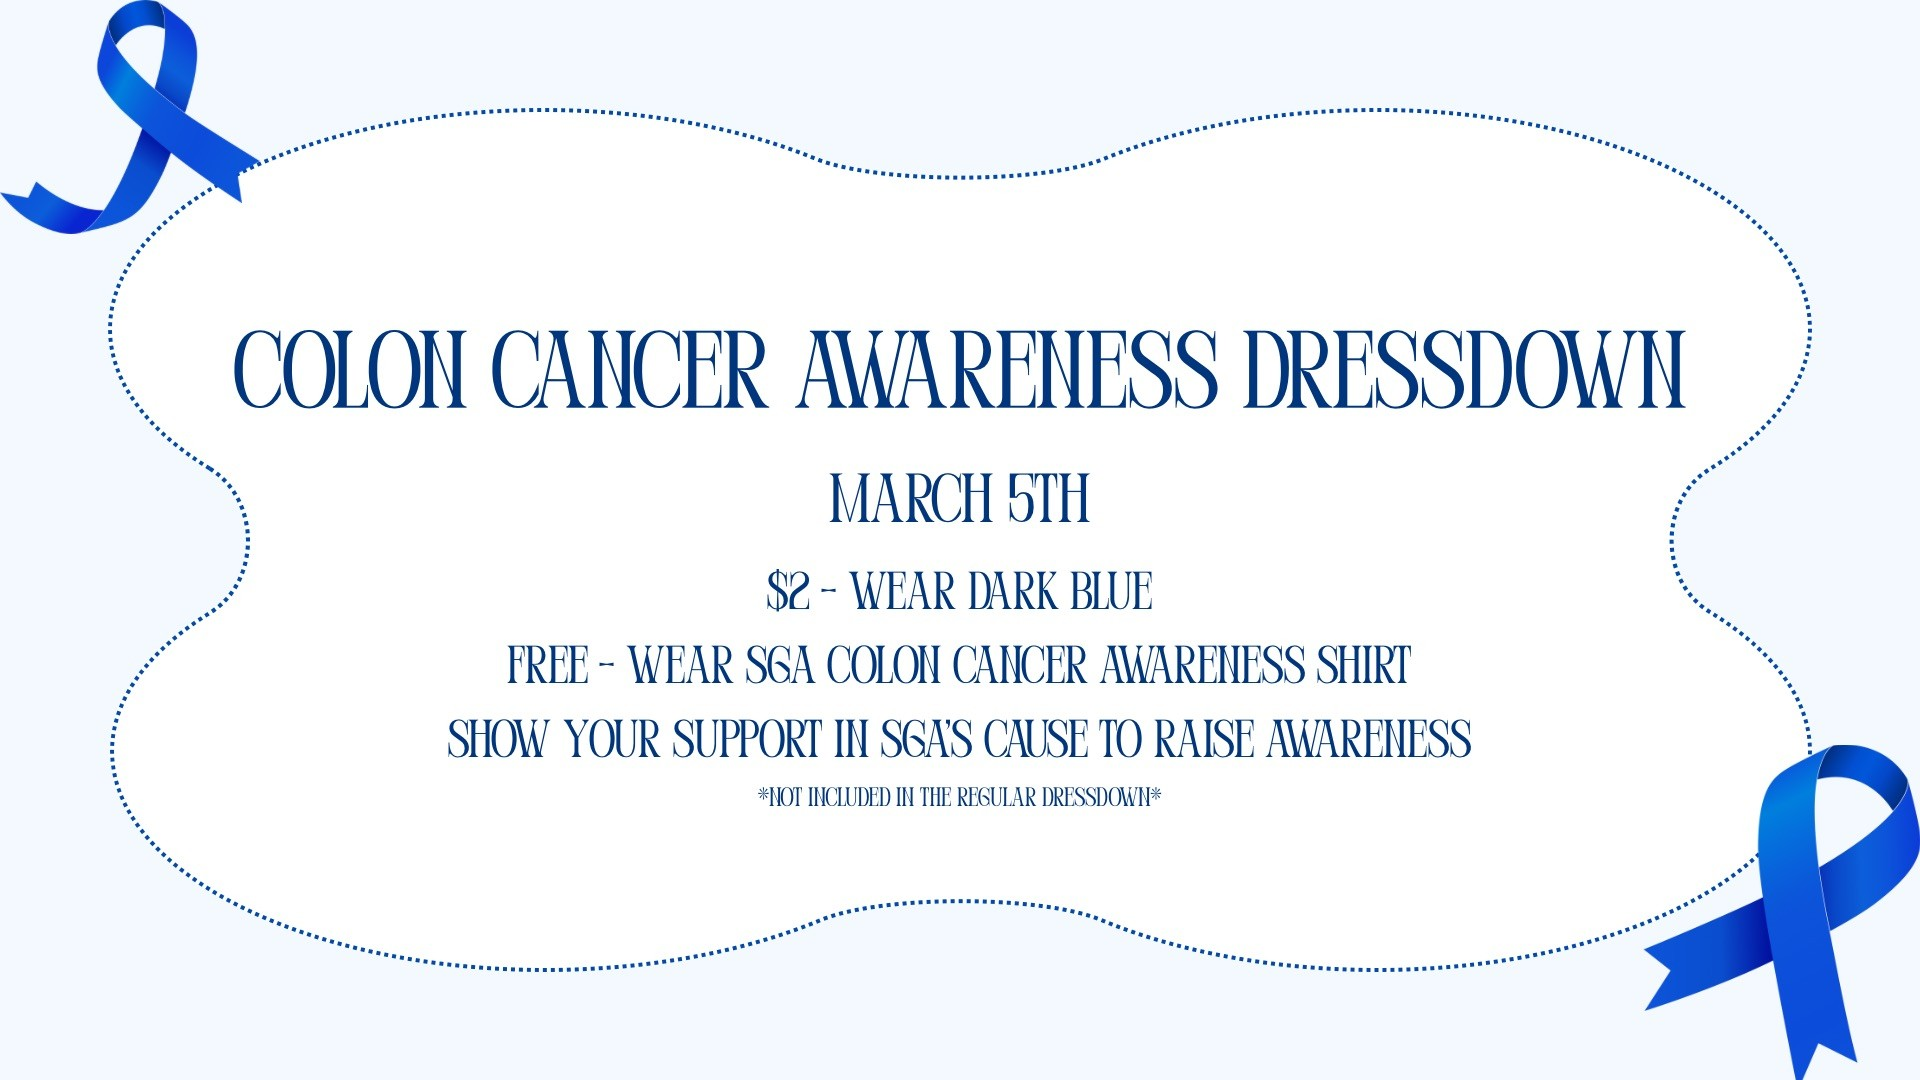 COLON CANCER AWARENESS DRESSDOWN
MARCH 5TH
$2 - WEAR DARK BLUE
FREE - WEAR SGA COLON CANCER AWARENESS SHIRT
SHOW YOUR SUPPORT IN SGA'S CAUSE TO RAISE AWARENESS
*NOT INCLUDED IN THE REGULAR DRESSDOWN*